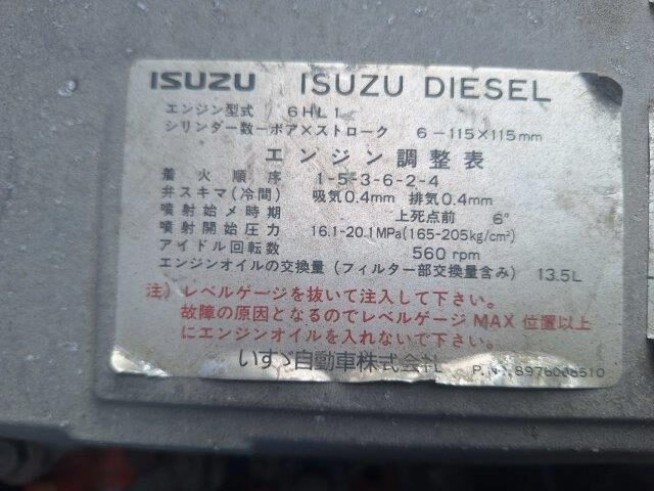 ISUZU ISUZU DIESEL
エンジン型式 6HL1
シリンダー数ーボア×ストローク 6-115×115mm
エンジン調整表
着火順序 1-5-3-6-2-4
弁スキマ(冷間) 吸気0.4mm 排気0.4mm
噴射始メ時期 上死点前 6°
噴射開始圧力 16.1-20.1MPa(165-205kg/cm²)
アイドル回転数 560 rpm
エンジンオイルの交換量(フィルター部交換量含み) 13.5L
注)レベルゲージを抜いて注入して下さい。
故障の原因となるのでレベルゲージMAX位置以上
にエンジンオイルを入れないで下さい。
いすゞ自動車株式会社